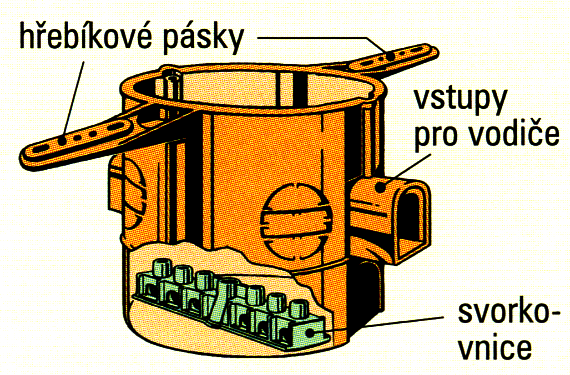 hřebíkové pásky
vstupy
pro vodiče
svorko-
vnice